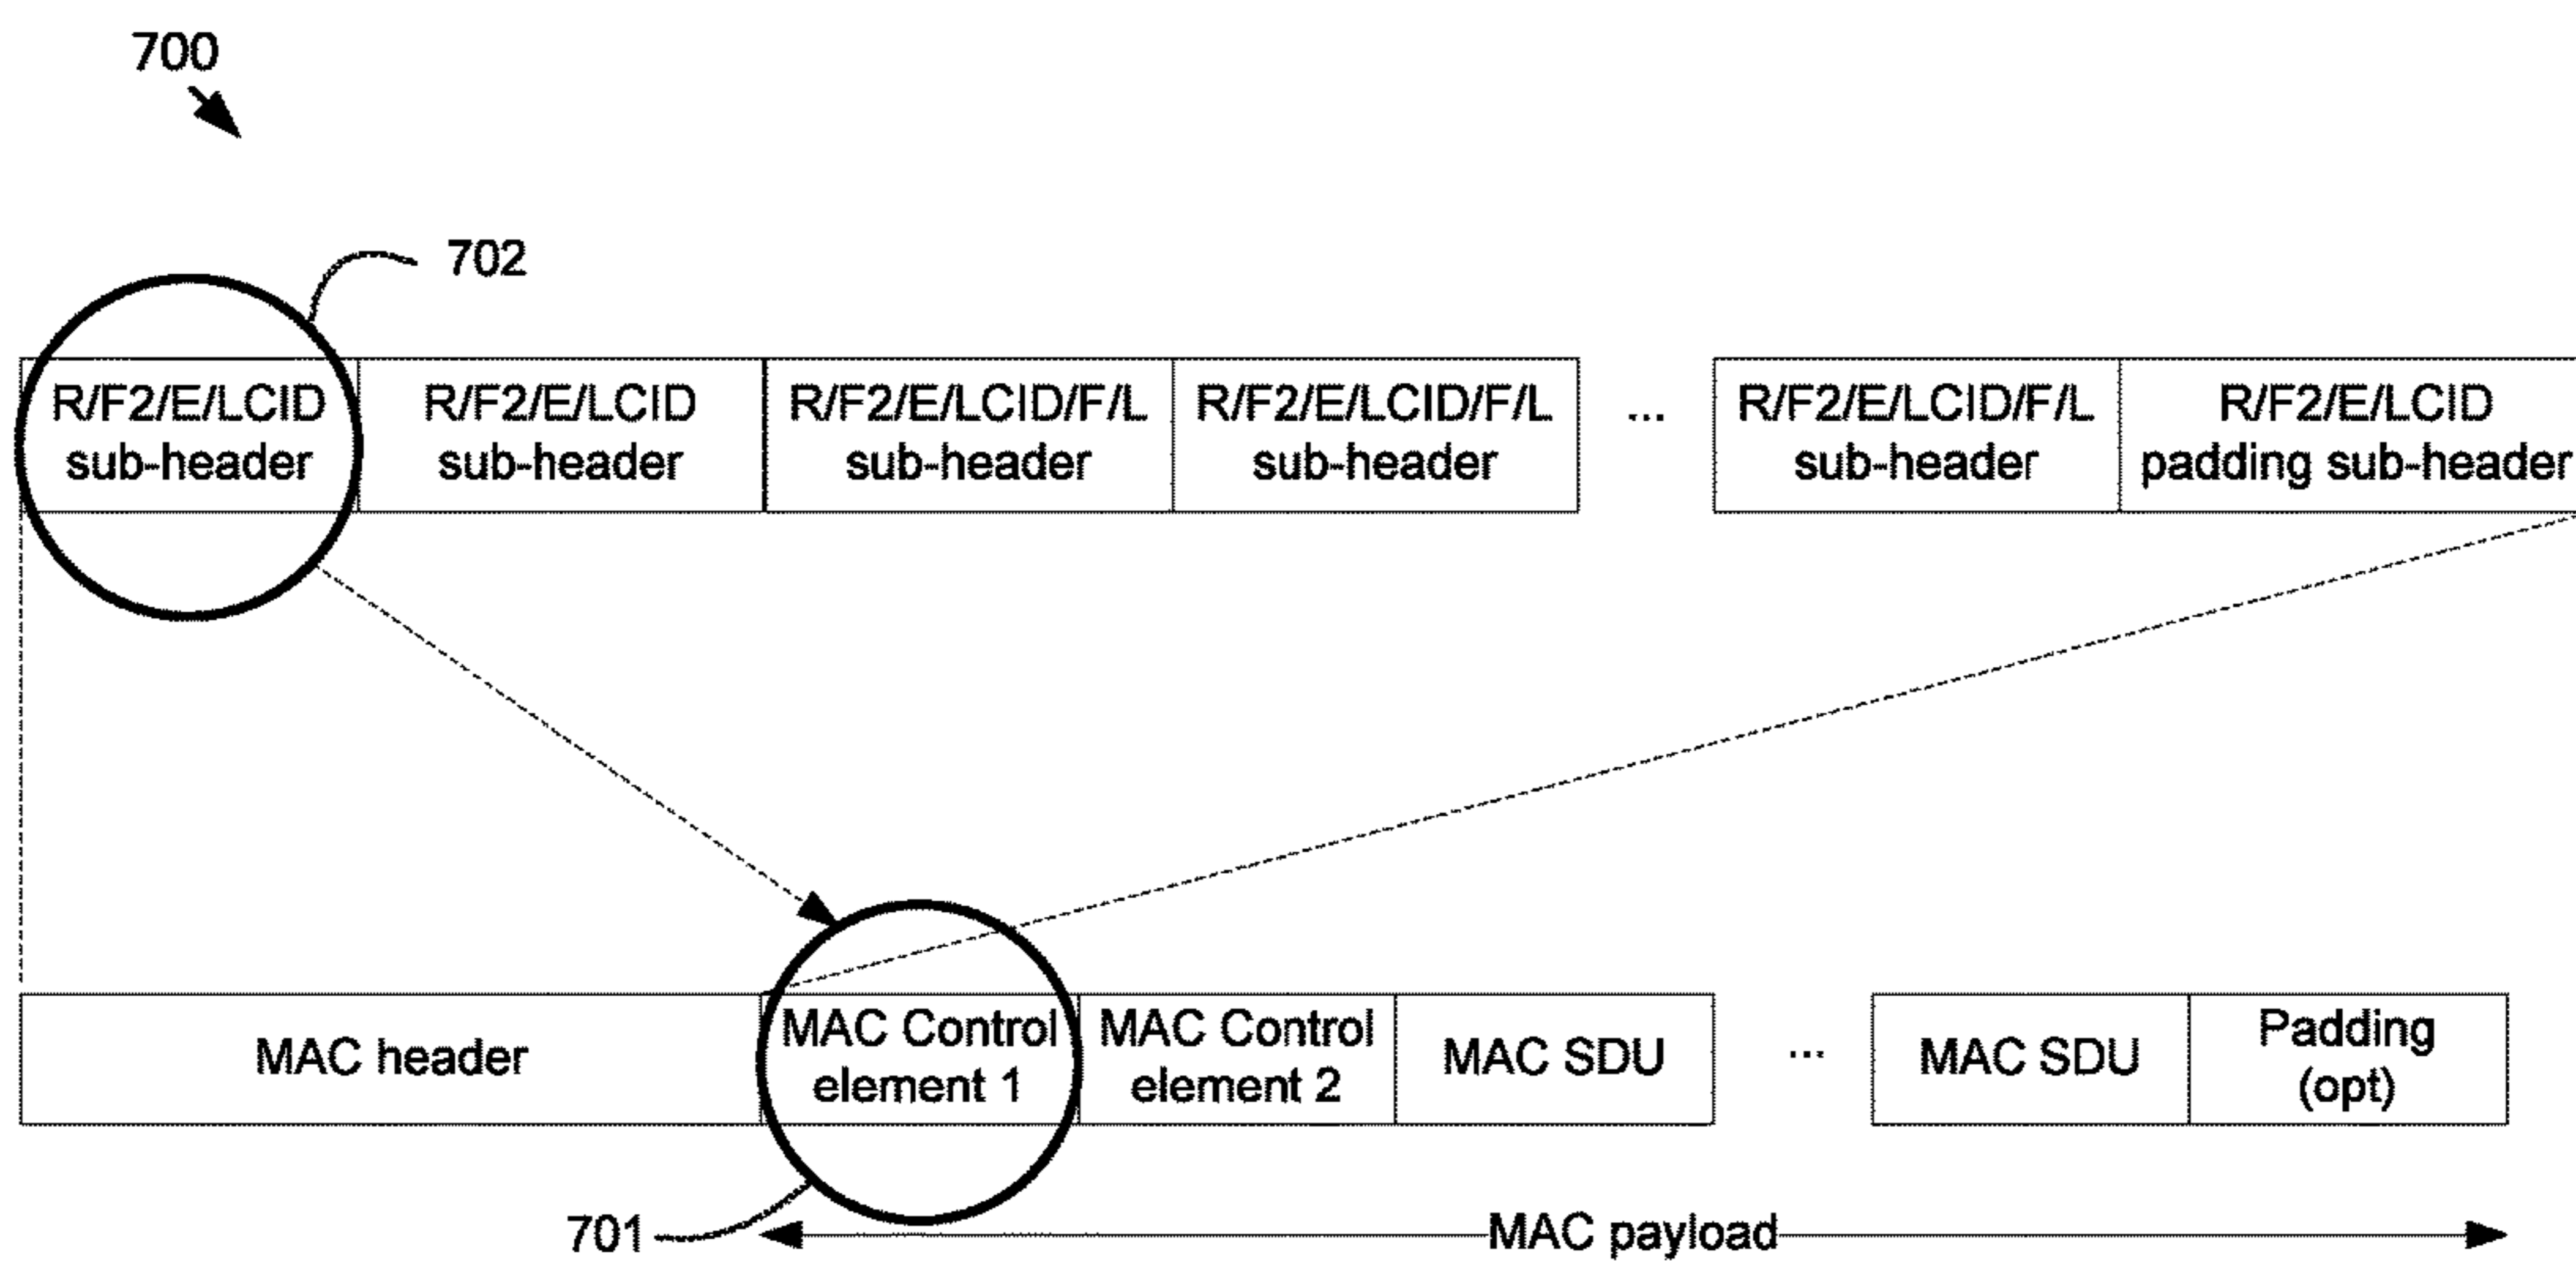 700
702
R/F2/E/LCID
sub-header
R/F2/E/LCID
sub-header
R/F2/E/LCID/F/L
sub-header
R/F2/E/LCID/F/L
sub-header
...
R/F2/E/LCID/F/L
sub-header
R/F2/E/LCID
padding sub-header
MAC header
MAC Control
element 1
MAC Control
element 2
MAC SDU
...
MAC SDU
Padding
(opt)
701
MAC payload